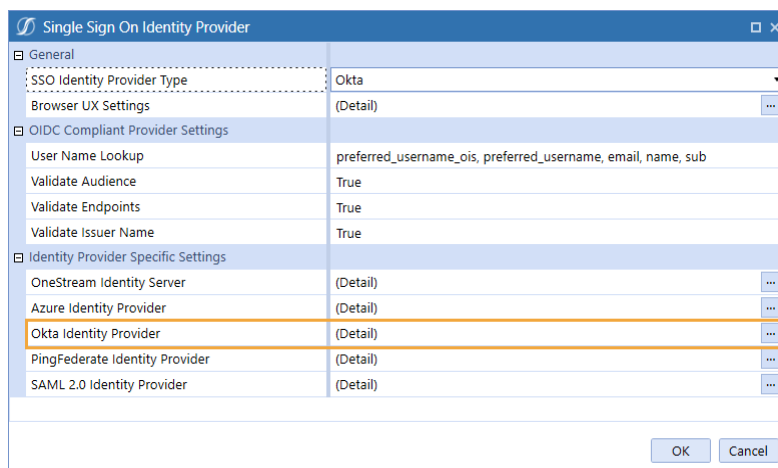 Single Sign On Identity Provider
General
SSO Identity Provider Type Okta
Browser UX Settings (Detail) ...
OIDC Compliant Provider Settings
User Name Lookup preferred_username_ois, preferred_username, email, name, sub
Validate Audience True
Validate Endpoints True
Validate Issuer Name True
Identity Provider Specific Settings
OneStream Identity Server (Detail) ...
Azure Identity Provider (Detail) ...
Okta Identity Provider (Detail) ...
PingFederate Identity Provider (Detail) ...
SAML 2.0 Identity Provider (Detail) ...
OK Cancel